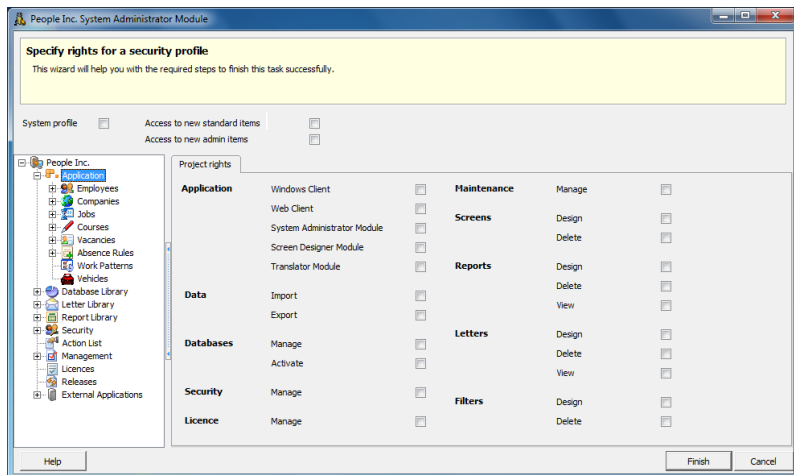 People Inc. System Administrator Module
Specify rights for a security profile
This wizard will help you with the required steps to finish this task successfully.
System profile
Access to new standard items
Access to new admin items
People Inc.
Application
Employees
Companies
Jobs
Courses
Vacancies
Absence Rules
Work Patterns
Vehicles
Database Library
Letter Library
Report Library
Security
Action List
Management
Licences
Releases
External Applications
Project rights
Application Windows Client
Web Client
System Administrator Module
Screen Designer Module
Translator Module
Data Import
Export
Databases Manage
Activate
Security Manage
Licence Manage
Maintenance Manage
Screens Design
Delete
Reports Design
Delete
View
Letters Design
Delete
View
Filters Design
Delete
Help
Finish
Cancel